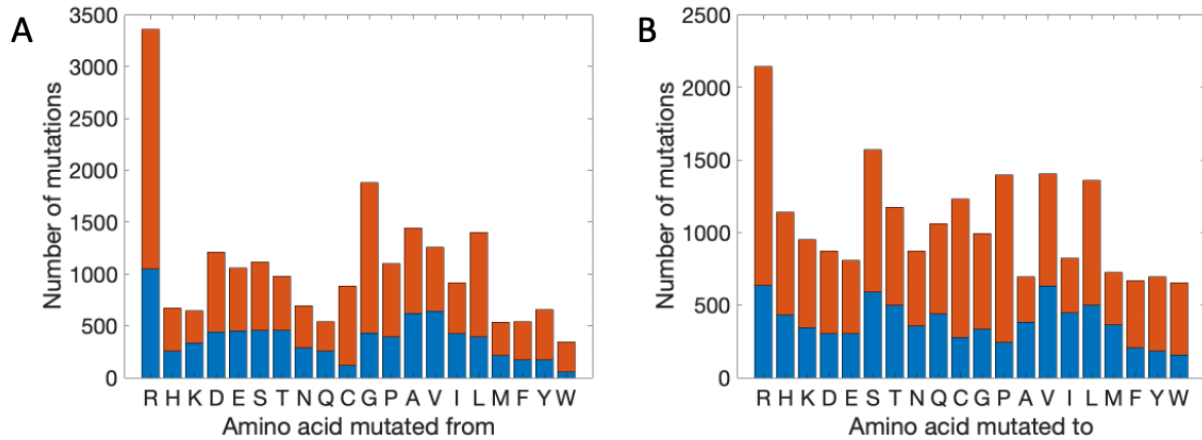 A
Number of mutations
3500
3000
2500
2000
1500
1000
500
0
R H K D E S T N Q C G P A V I L M F Y W
Amino acid mutated from
B
Number of mutations
2500
2000
1500
1000
500
0
R H K D E S T N Q C G P A V I L M F Y W
Amino acid mutated to